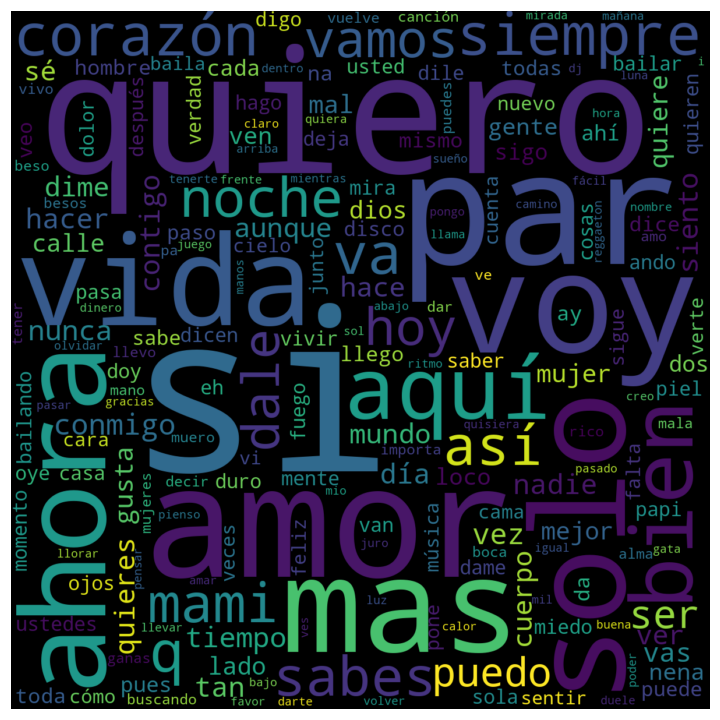 corazón
digo
vuelve
canción
mirada
mañana
vamos
siempre
sé
hombre
baila
cada
dentro
na
usted
dile
todas
dj
luna
bailar
i
quiero
par
vivo
después
verdad
hago
ven
claro
arriba
quiera
mal
deja
puedes
nuevo
gente
mismo
sigo
hora
ahí
quiere
quieren
veo
dolor
beso
besos
dime
hacer
calle
contigo
tenerte
frente
sueño
mientras
noche
mira
dios
aunque
paso
cielo
disco
junto
cuenta
pongo
llama
fácil
camino
cosas
nombre
reggaetón
amo
dice
siento
vida
va
voy
pasa
juego
pa
dinero
manos
hace
abajo
dar
ve
ando
ay
sigue
verte
dos
tener
nunca
olvidar
sabe
llevo
dicen
vivir
sol
hoy
llego
ritmo
saber
mujer
creo
piel
si
dale
aquí
ahora
doy
mano
gracias
pasar
eh
muero
fuego
quisiera
mundo
así
rico
mala
conmigo
cara
vi
importa
nadie
pasado
falta
bailando
oye
casa
gusta
decir
duro
mente
día
loco
solo
bien
papi
momento
mujeres
mio
van
cama
vez
mejor
igual
alma
gata
llorar
pienso
veces
feliz
juro
música
boca
dame
amor
mas
ojos
quieres
pensar
amar
luz
cuerpo
da
mil
buena
mami
ustedes
ganas
llevar
q
tiempo
lado
ves
pone
calor
miedo
ser
ver
poder
toda
cómo
buscando
pues
tan
bajo
favor
sabes
darte
volver
puedo
sola
sentir
vas
nena
puede
duele